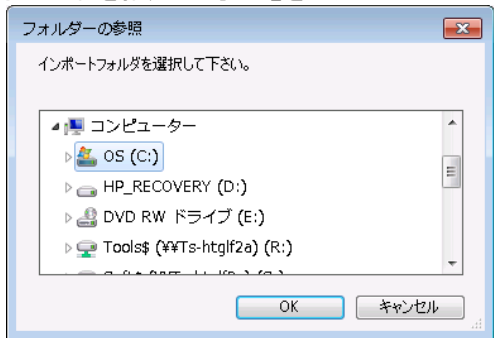 フォルダーの参照
インポートフォルダを選択して下さい。
コンピューター
OS (C:)
HP_RECOVERY (D:)
DVD RW ドライブ (E:)
Tools$ (¥¥Ts-htglf2a) (R:)
OK キャンセル